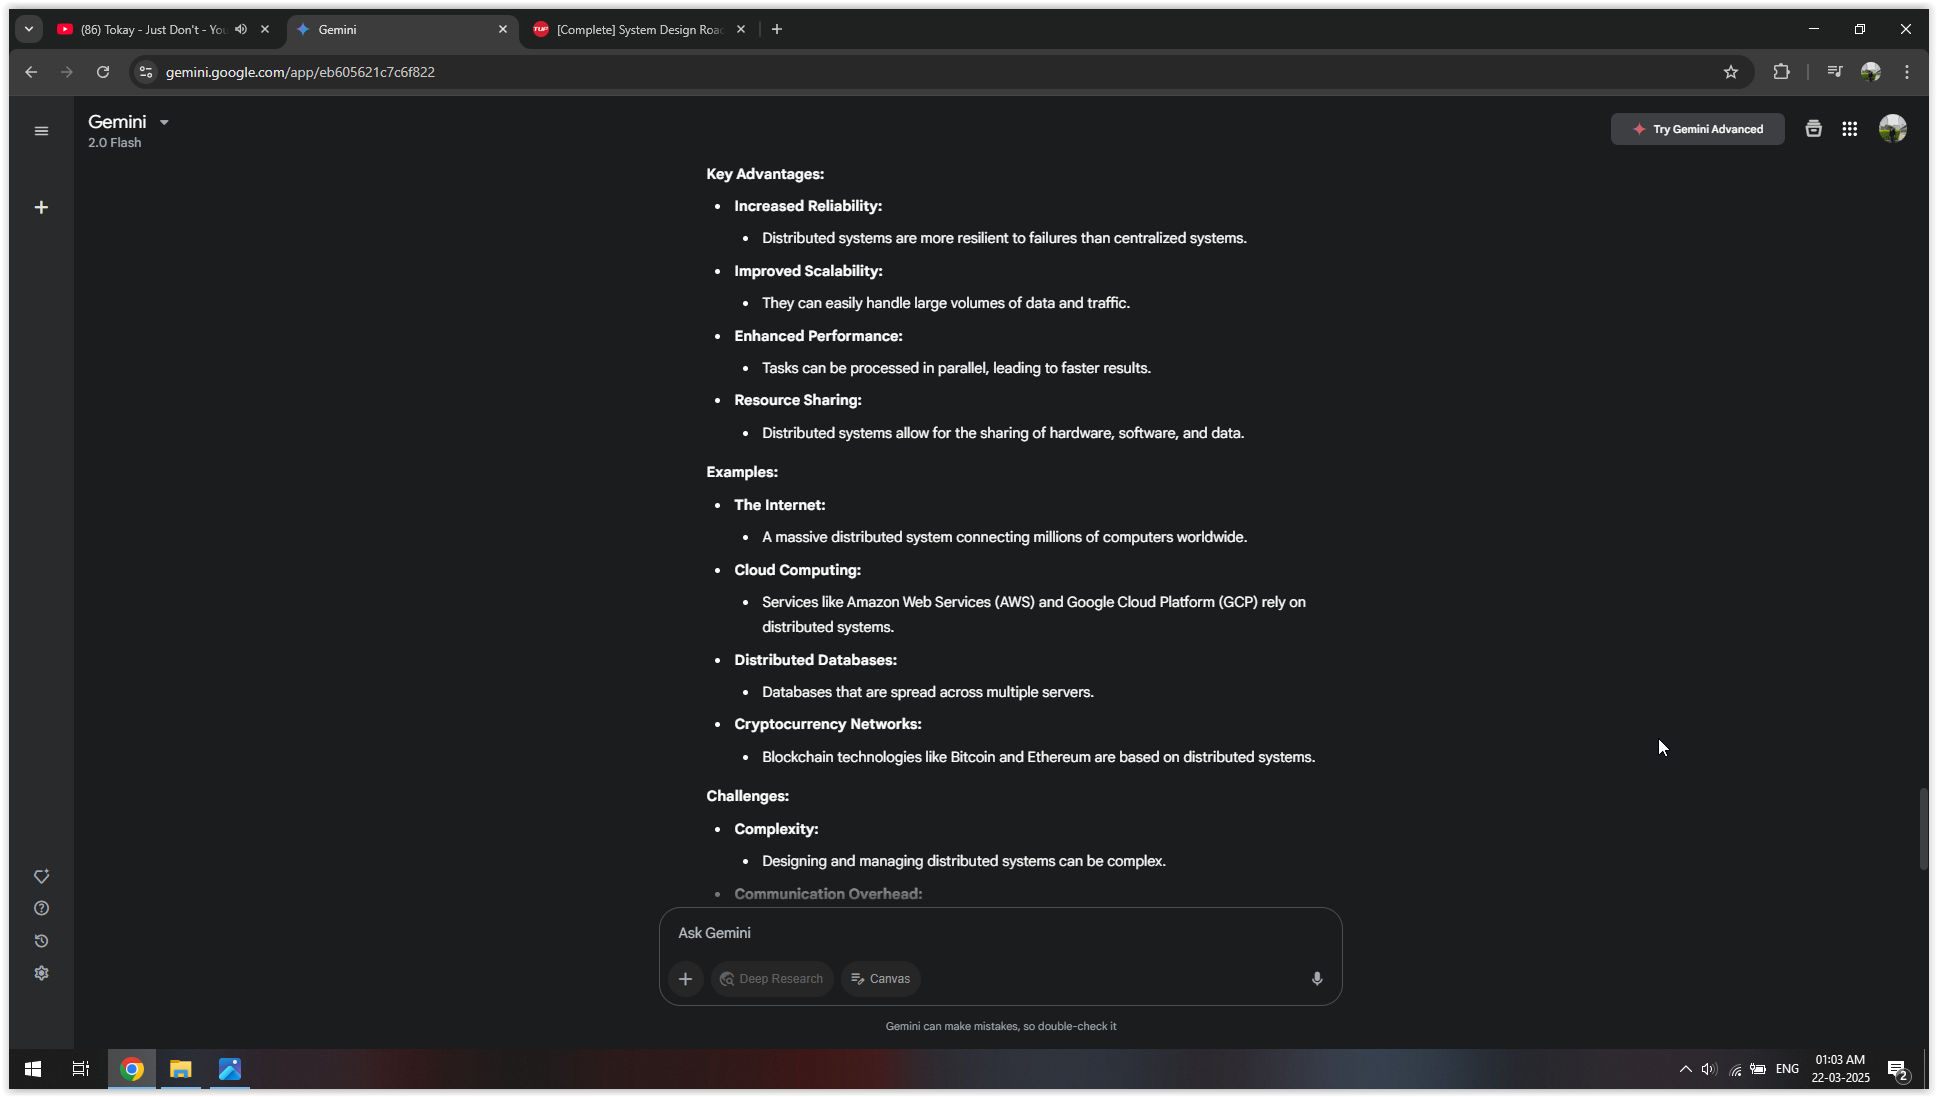 (86) Tokay - Just Don't - You
Gemini
[Complete] System Design Road
gemini.google.com/app/eb605621c7c6f822
Gemini
2.0 Flash
Try Gemini Advanced
Key Advantages:
Increased Reliability:
Distributed systems are more resilient to failures than centralized systems.
Improved Scalability:
They can easily handle large volumes of data and traffic.
Enhanced Performance:
Tasks can be processed in parallel, leading to faster results.
Resource Sharing:
Distributed systems allow for the sharing of hardware, software, and data.
Examples:
The Internet:
A massive distributed system connecting millions of computers worldwide.
Cloud Computing:
Services like Amazon Web Services (AWS) and Google Cloud Platform (GCP) rely on
distributed systems.
Distributed Databases:
Databases that are spread across multiple servers.
Cryptocurrency Networks:
Blockchain technologies like Bitcoin and Ethereum are based on distributed systems.
Challenges:
Complexity:
Designing and managing distributed systems can be complex.
Communication Overhead:
Ask Gemini
Deep Research
Canvas
Gemini can make mistakes, so double-check it
ENG
01:03 AM
22-03-2025
2